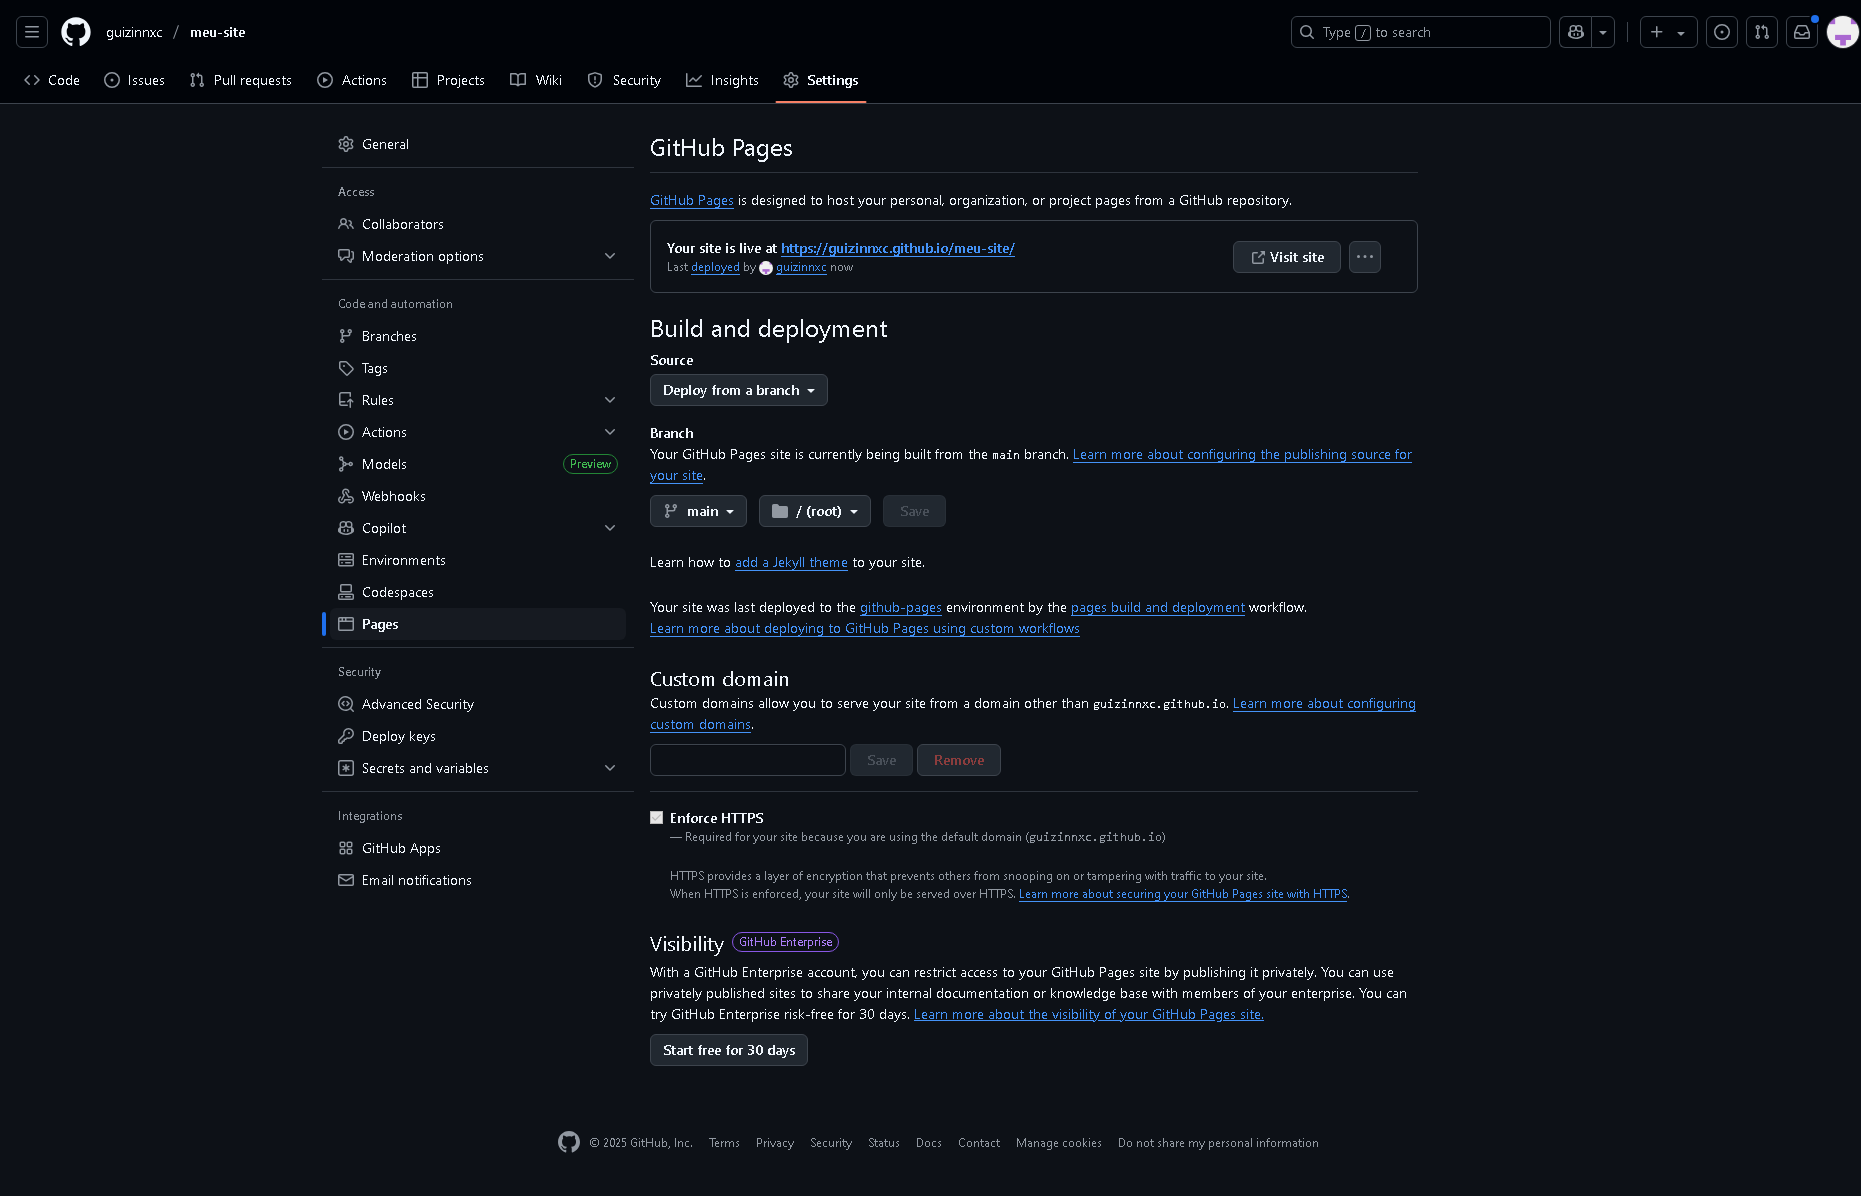 guizinnxc / meu-site
Type / to search
Code Issues Pull requests Actions Projects Wiki Security Insights Settings
General
Access
Collaborators
Moderation options
Code and automation
Branches
Tags
Rules
Actions
Models Preview
Webhooks
Copilot
Environments
Codespaces
Pages
Security
Advanced Security
Deploy keys
Secrets and variables
Integrations
GitHub Apps
Email notifications
GitHub Pages
GitHub Pages is designed to host your personal, organization, or project pages from a GitHub repository.
Your site is live at https://guizinnxc.github.io/meu-site/
Last deployed by guizinnxc now
Visit site
Build and deployment
Source
Deploy from a branch
Branch
Your GitHub Pages site is currently being built from the main branch. Learn more about configuring the publishing source for
your site.
main / (root) Save
Learn how to add a Jekyll theme to your site.
Your site was last deployed to the github-pages environment by the pages build and deployment workflow.
Learn more about deploying to GitHub Pages using custom workflows
Custom domain
Custom domains allow you to serve your site from a domain other than guizinnxc.github.io. Learn more about configuring
custom domains.
Save Remove
Enforce HTTPS
— Required for your site because you are using the default domain (guizinnxc.github.io)
HTTPS provides a layer of encryption that prevents others from snooping on or tampering with traffic to your site.
When HTTPS is enforced, your site will only be served over HTTPS. Learn more about securing your GitHub Pages site with HTTPS.
Visibility GitHub Enterprise
With a GitHub Enterprise account, you can restrict access to your GitHub Pages site by publishing it privately. You can use
privately published sites to share your internal documentation or knowledge base with members of your enterprise. You can
try GitHub Enterprise risk-free for 30 days. Learn more about the visibility of your GitHub Pages site.
Start free for 30 days
© 2025 GitHub, Inc. Terms Privacy Security Status Docs Contact Manage cookies Do not share my personal information